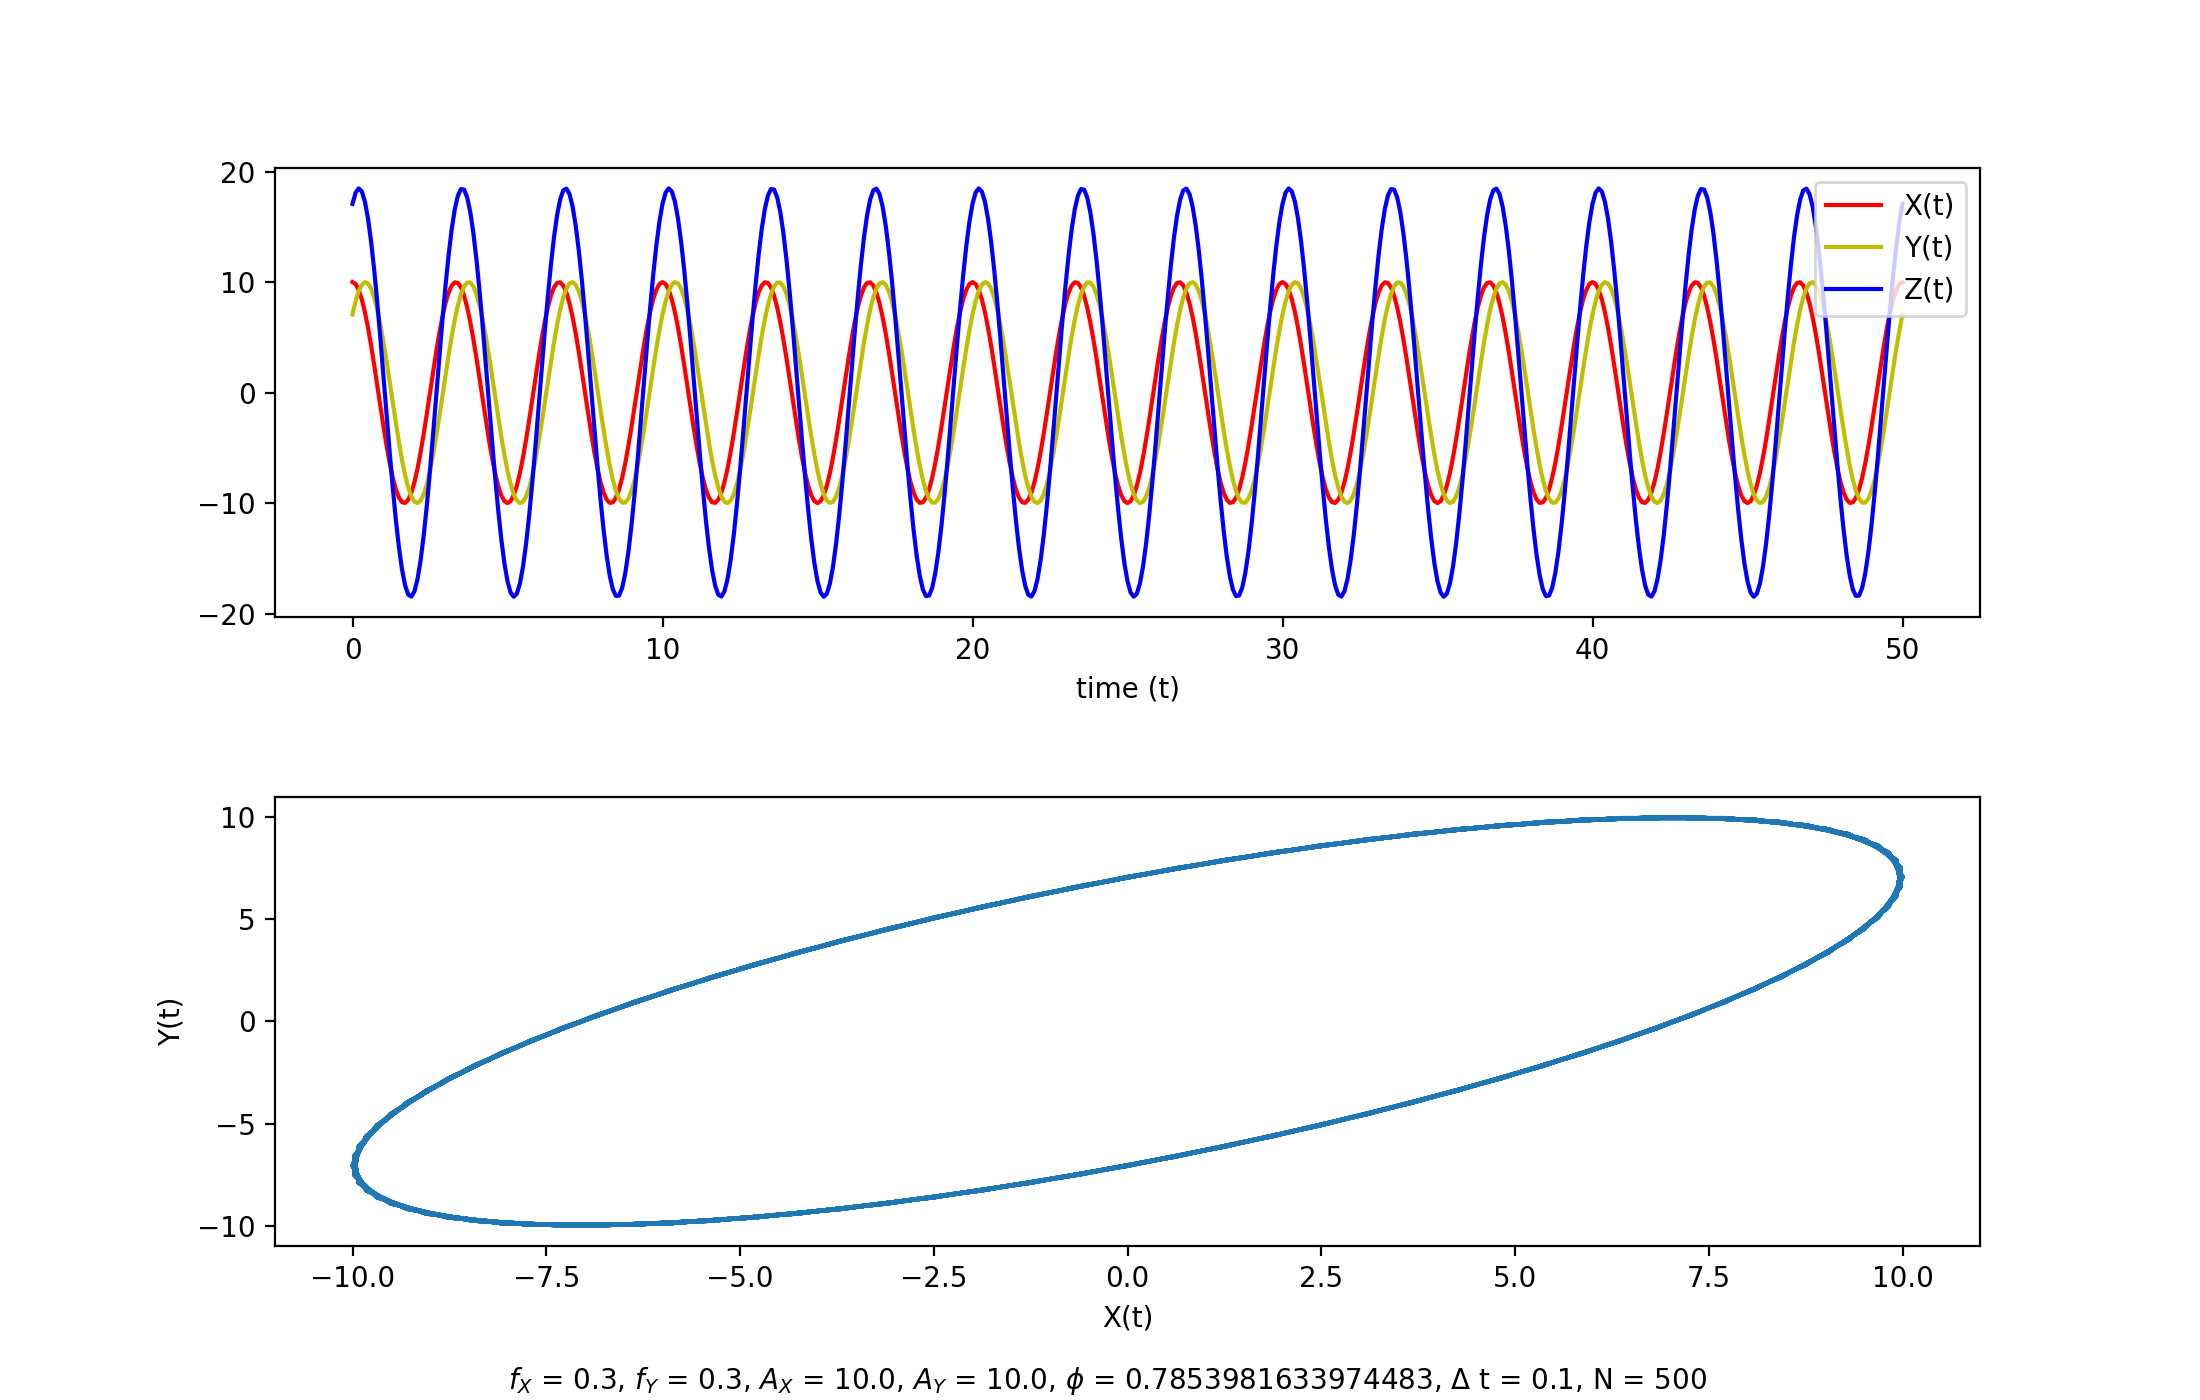 20
10
0
−10
−20
X(t)
Y(t)
Z(t)
0 10 20 30 40 50
time (t)
10
5
0
−5
−10
Y(t)
−10.0 −7.5 −5.0 −2.5 0.0 2.5 5.0 7.5 10.0
X(t)
f_X = 0.3, f_Y = 0.3, A_X = 10.0, A_Y = 10.0, ϕ = 0.7853981633974483, Δ t = 0.1, N = 500